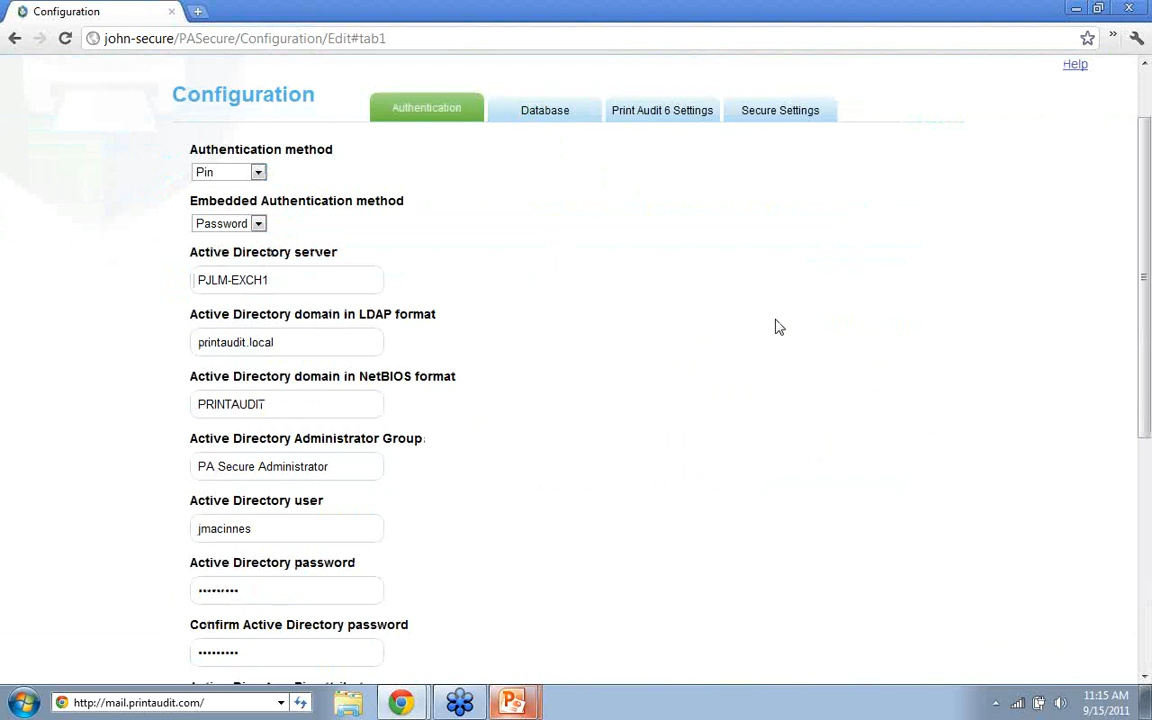 Configuration
john-secure/PASecure/Configuration/Edit#tab1
Help
Configuration
Authentication
Database
Print Audit 6 Settings
Secure Settings
Authentication method
Pin
Embedded Authentication method
Password
Active Directory server
PJLM-EXCH1
Active Directory domain in LDAP format
printaudit.local
Active Directory domain in NetBIOS format
PRINTAUDIT
Active Directory Administrator Group:
PA Secure Administrator
Active Directory user
jmacinnes
Active Directory password
•••••••••
Confirm Active Directory password
•••••••••
http://mail.printaudit.com/
11:15 AM
9/15/2011